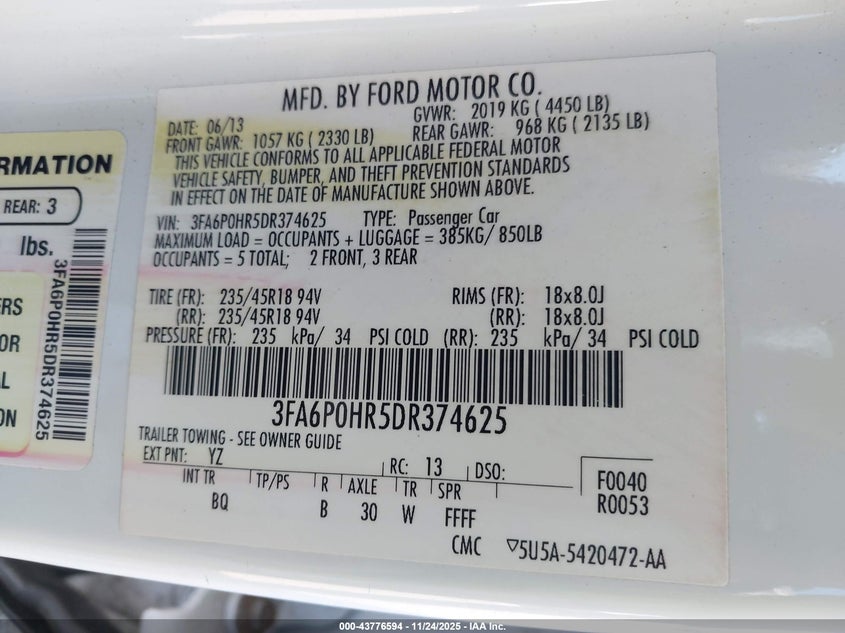 MFD. BY FORD MOTOR CO.
DATE: 06/13 GVWR: 2019 KG ( 4450 LB)
FRONT GAWR: 1057 KG ( 2330 LB) REAR GAWR: 968 KG ( 2135 LB)
THIS VEHICLE CONFORMS TO ALL APPLICABLE FEDERAL MOTOR
VEHICLE SAFETY, BUMPER, AND THEFT PREVENTION STANDARDS
IN EFFECT ON THE DATE OF MANUFACTURE SHOWN ABOVE.
VIN: 3FA6P0HR5DR374625 TYPE: Passenger Car
MAXIMUM LOAD = OCCUPANTS + LUGGAGE = 385KG/ 850LB
OCCUPANTS = 5 TOTAL; 2 FRONT, 3 REAR
TIRE (FR): 235/45R18 94V RIMS (FR): 18x8.0J
(RR): 235/45R18 94V (RR): 18x8.0J
PRESSURE (FR): 235 kPa/ 34 PSI COLD (RR): 235 kPa/ 34 PSI COLD
3FA6P0HR5DR374625
TRAILER TOWING - SEE OWNER GUIDE
EXT PNT: YZ RC: 13 DSO:
INT TR TP/PS R AXLE TR SPR
BQ B 30 W FFFF
F0040
R0053
CMC ▽5U5A-5420472-AA
RMATION
REAR: 3
lbs.
3FA6P0HR5DR374625
ERS
OR
AL
ON
000-43776594 - 11/24/2025 - IAA Inc.